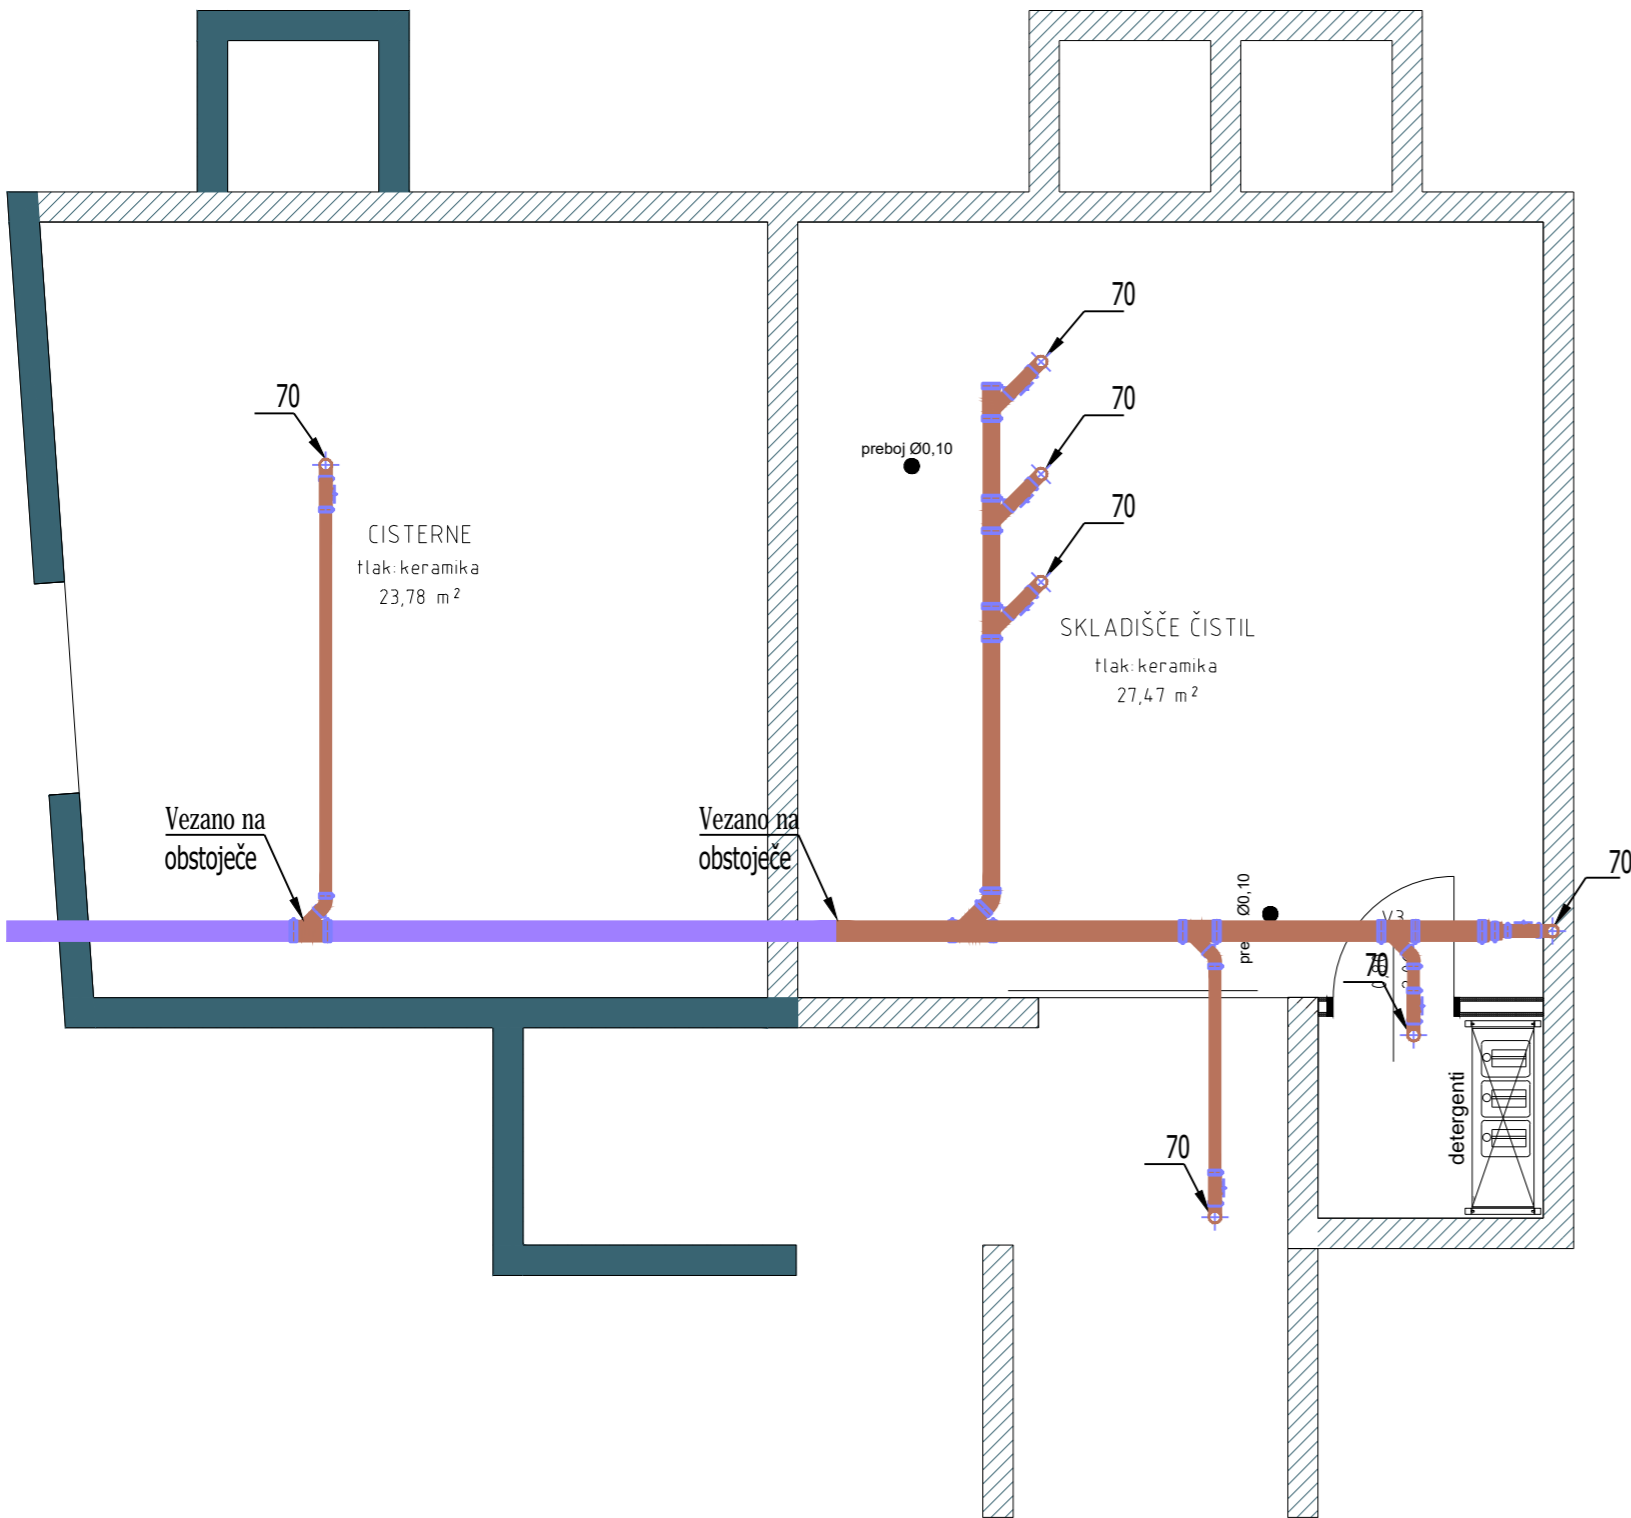 70
70
70
preboj Ø0,10
70
CISTERNE
tlak: keramika
23,78 m²
SKLADIŠČE ČISTIL
tlak: keramika
27,47 m²
Vezano na
obstoječe
Vezano na
obstoječe
70
Ø0,10
V3
70
detergenti
70